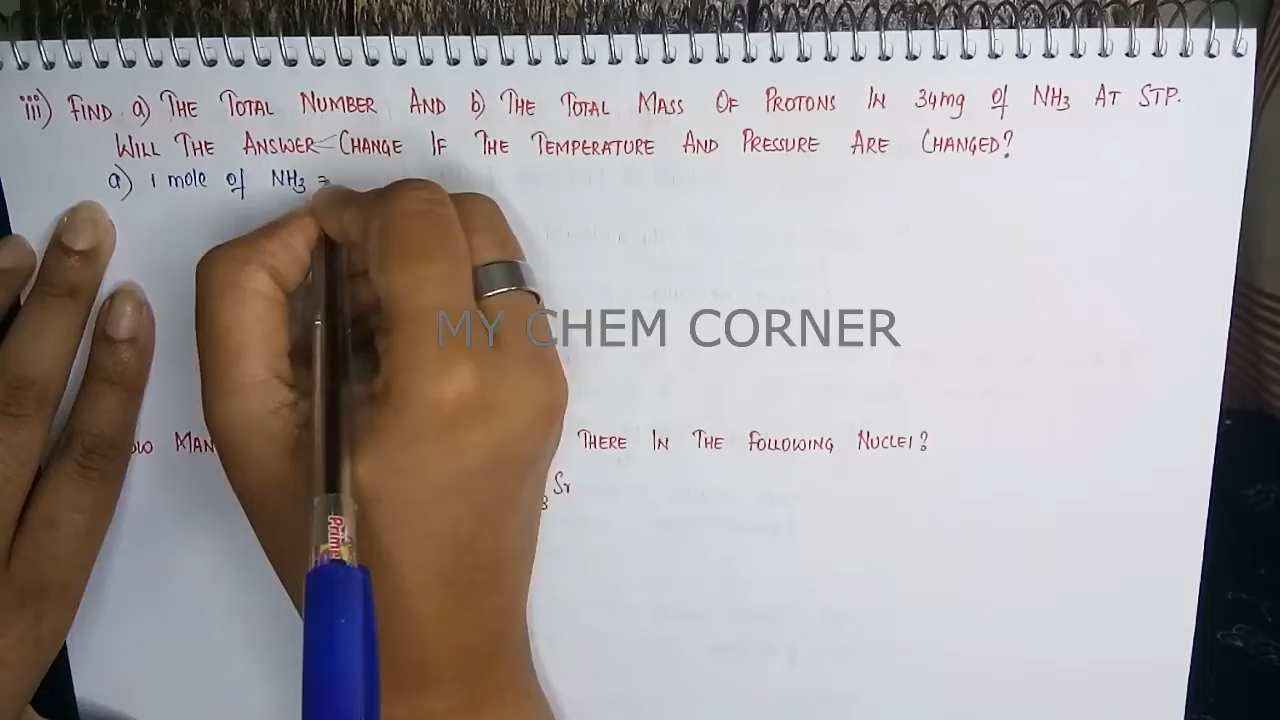 iii) FIND a) THE TOTAL NUMBER AND b) THE TOTAL MASS OF PROTONS IN 34mg of NH3 AT STP.
WILL THE ANSWER CHANGE IF THE TEMPERATURE AND PRESSURE ARE CHANGED?
a) 1 mole of NH3 =
MY CHEM CORNER
THERE IN THE FOLLOWING NUCLEI?
Sr
Prime